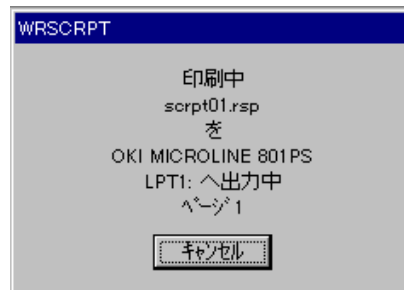 WRSCRPT
印刷中
scrpt01.rsp
を
OKI MICROLINE 801PS
LPT1: へ出力中
ﾍﾟｰｼﾞ 1
ｷｬﾝｾﾙ